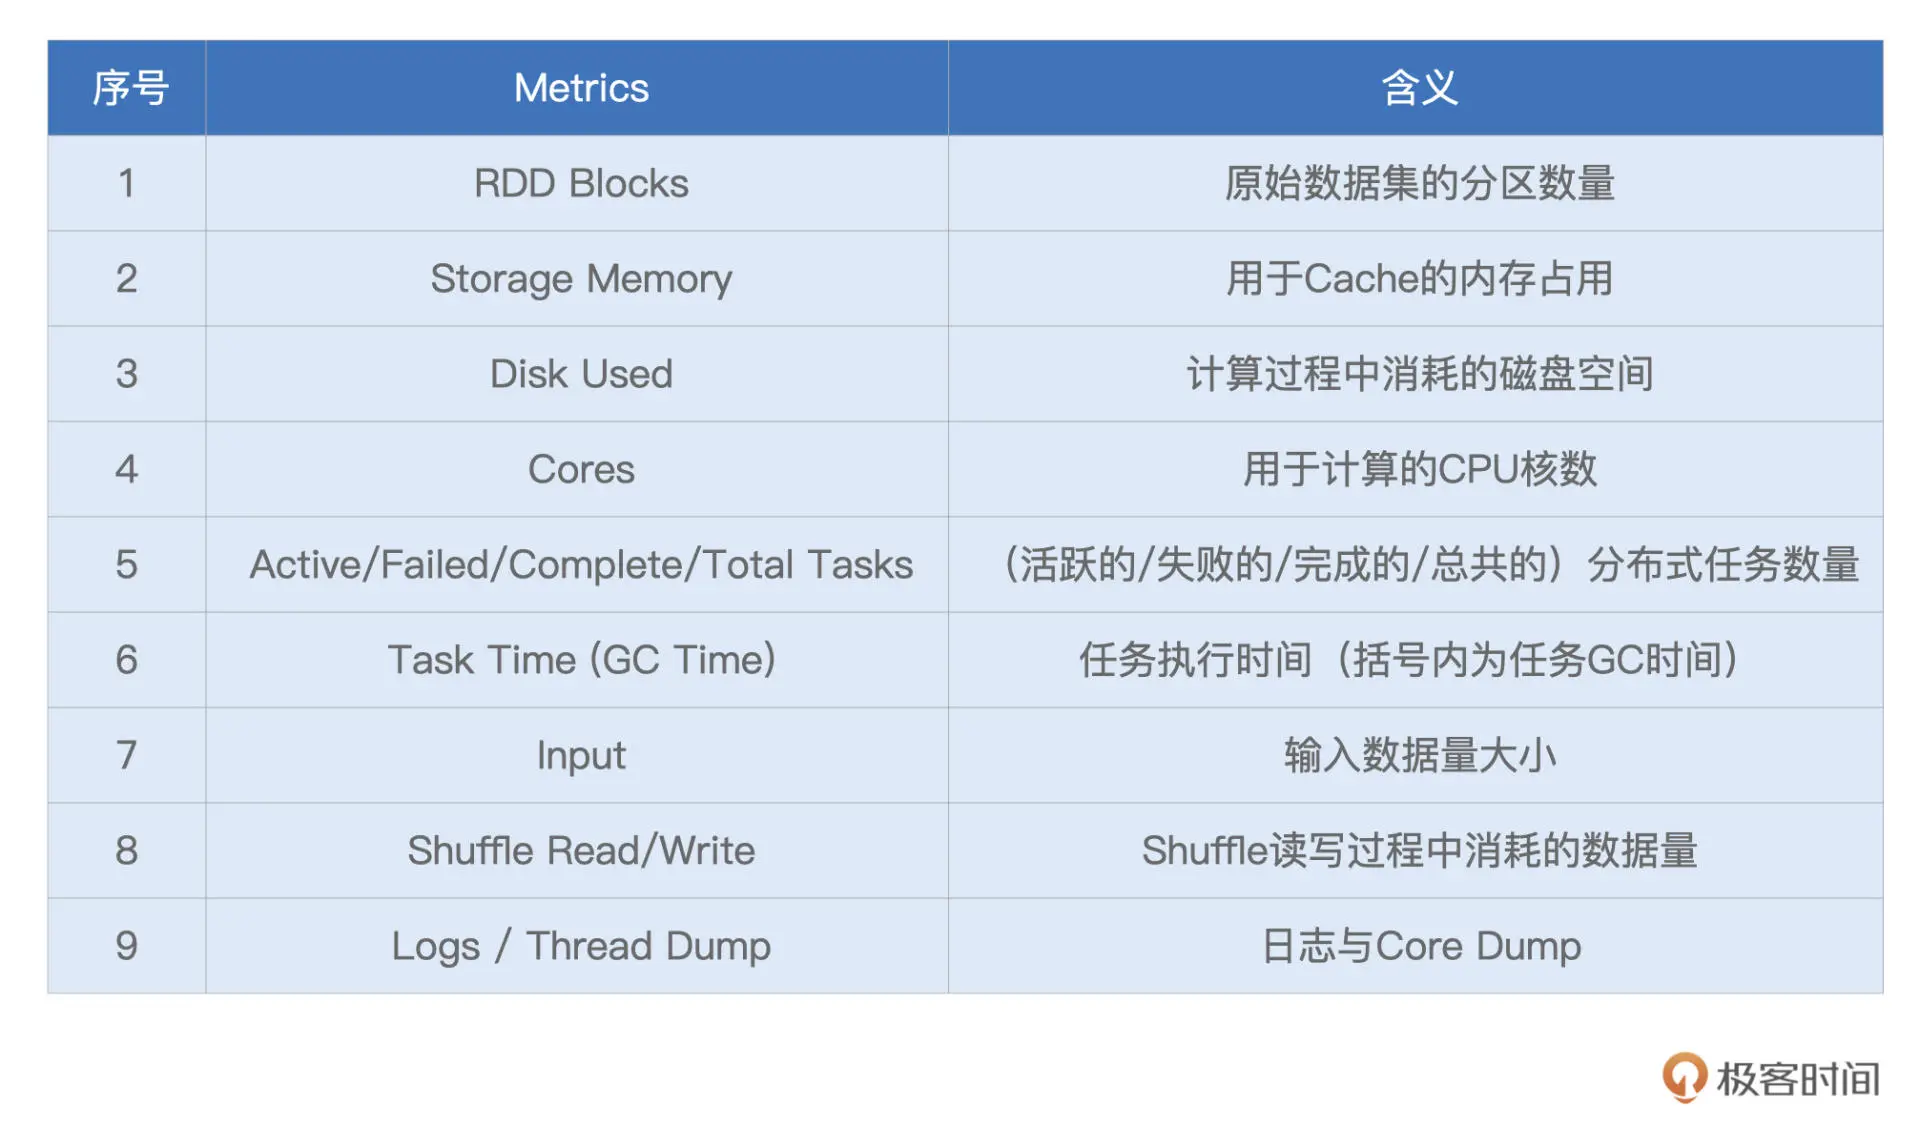 序号 Metrics 含义
1 RDD Blocks 原始数据集的分区数量
2 Storage Memory 用于Cache的内存占用
3 Disk Used 计算过程中消耗的磁盘空间
4 Cores 用于计算的CPU核数
5 Active/Failed/Complete/Total Tasks （活跃的/失败的/完成的/总共的）分布式任务数量
6 Task Time (GC Time) 任务执行时间（括号内为任务GC时间）
7 Input 输入数据量大小
8 Shuffle Read/Write Shuffle读写过程中消耗的数据量
9 Logs / Thread Dump 日志与Core Dump
极客时间